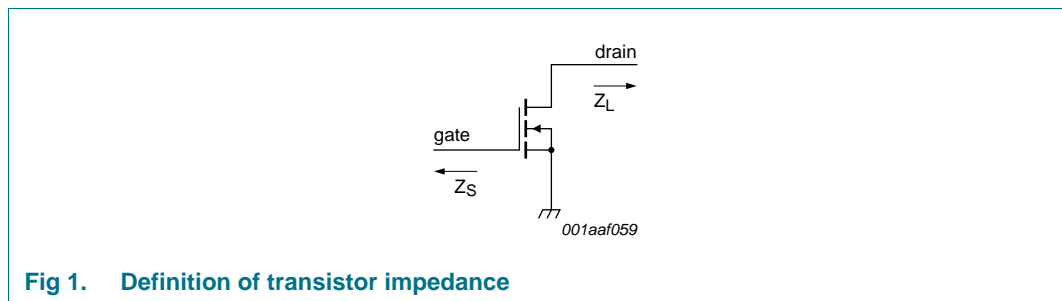 drain
Z_L
gate
Z_S
001aaf059
Fig 1. Definition of transistor impedance